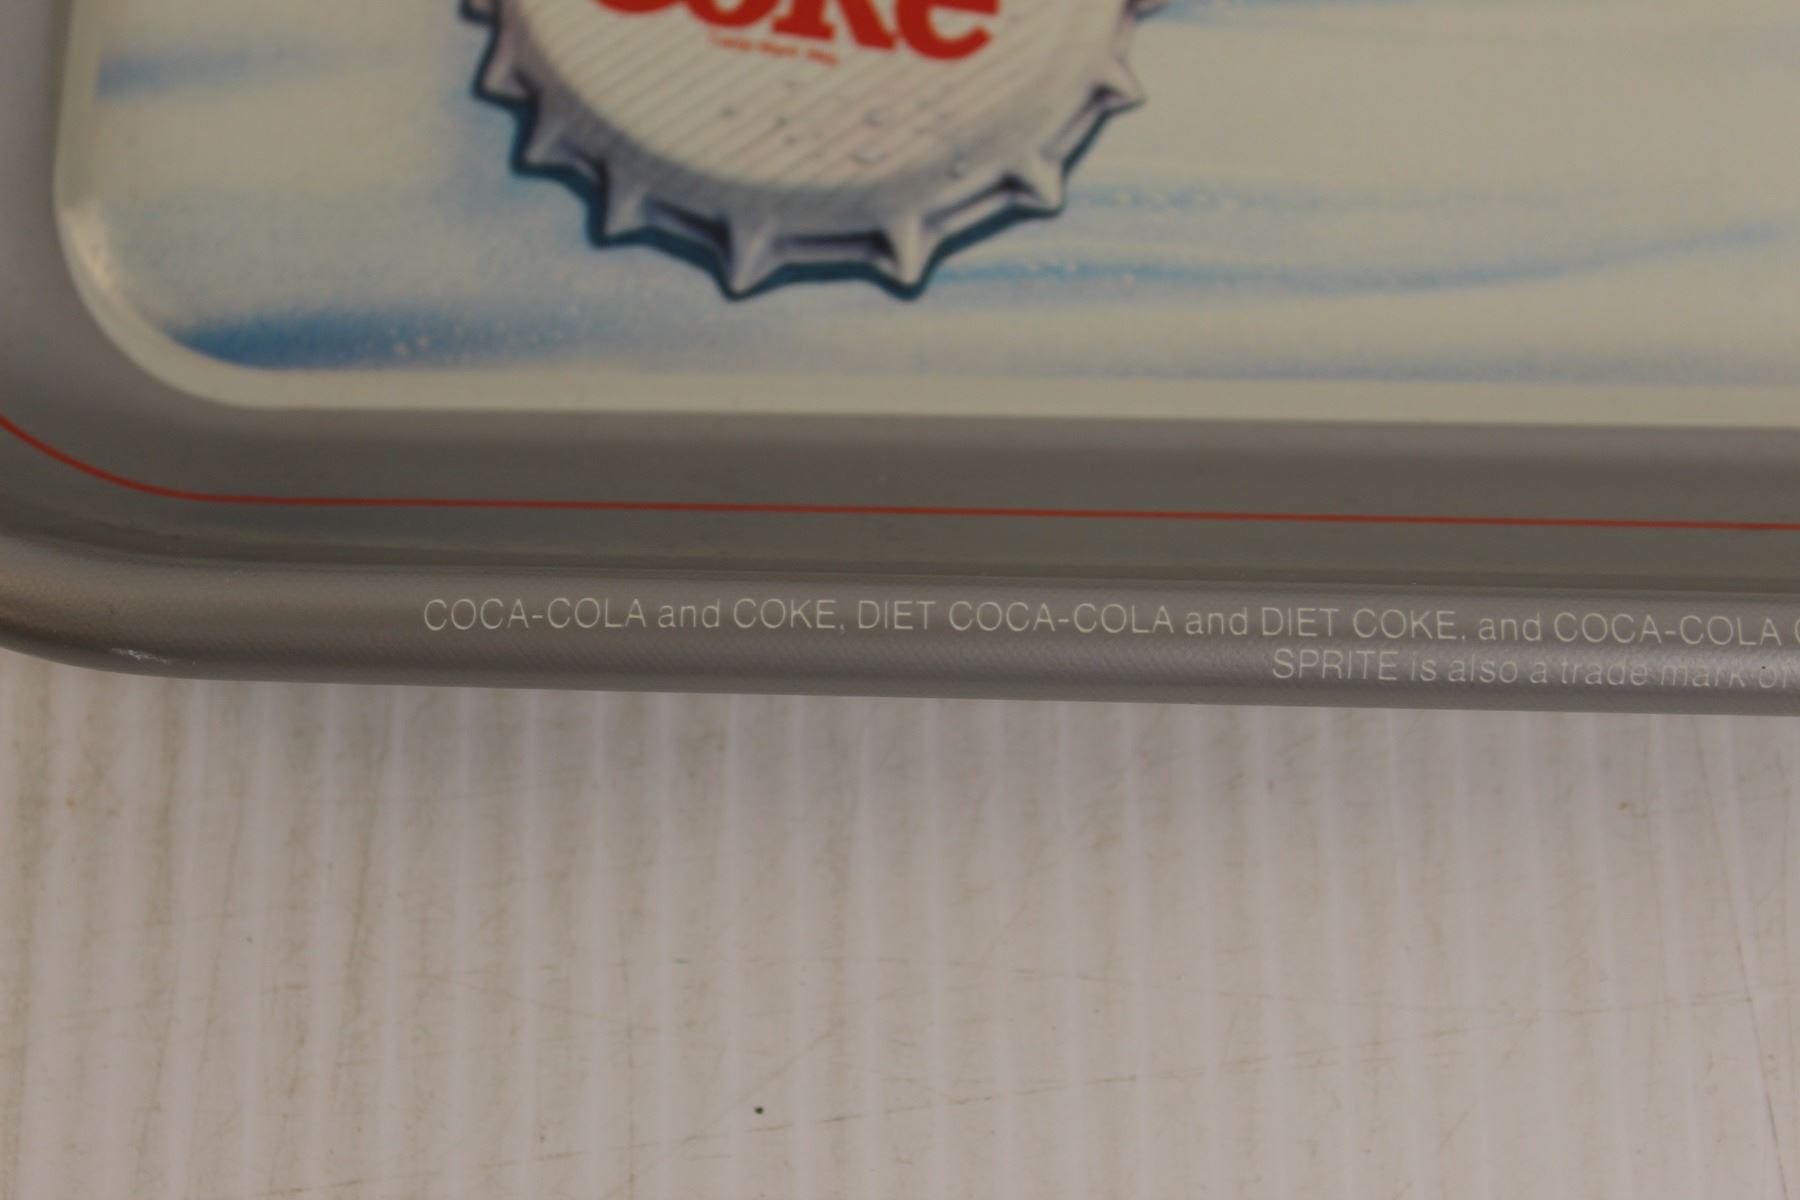 Coke
COCA-COLA and COKE, DIET COCA-COLA and DIET COKE, and COCA-COLA
SPRITE is also a trade mark of